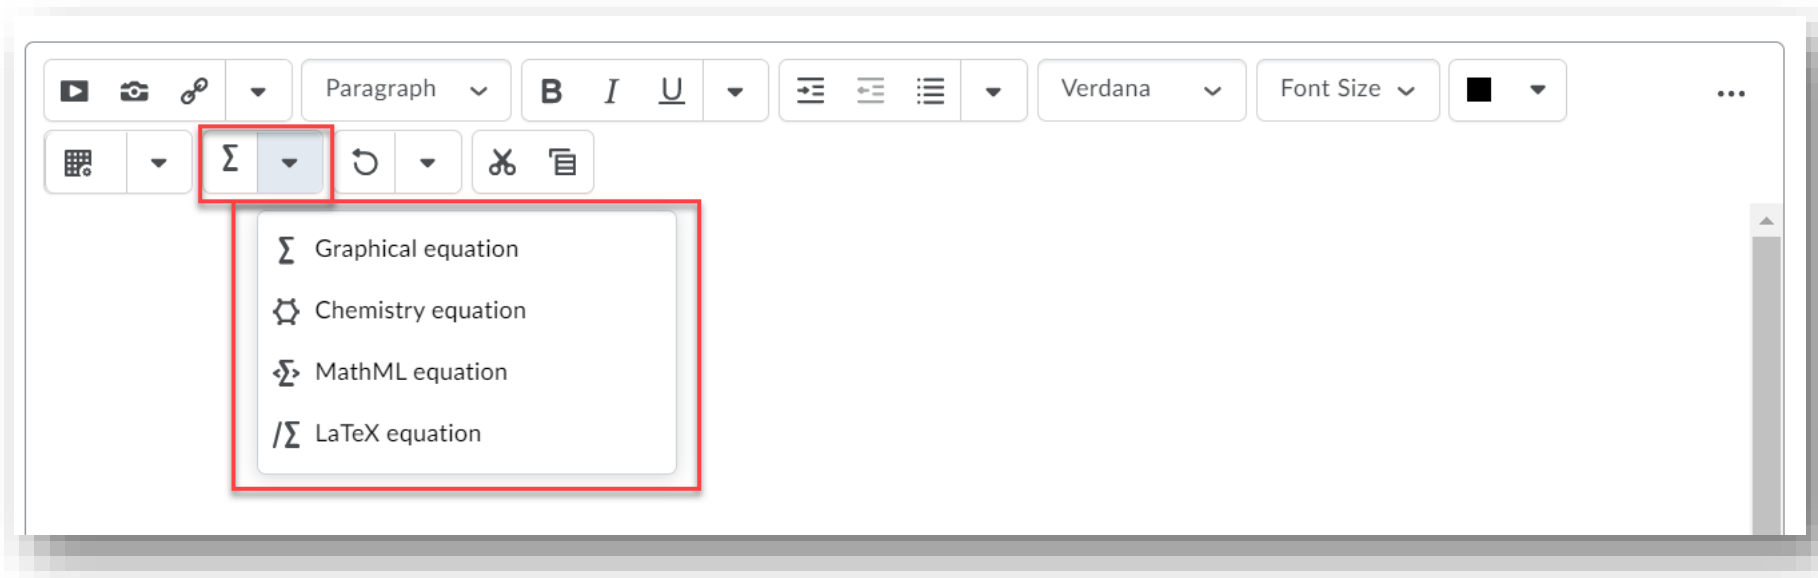 Paragraph
B I U
Verdana
Font Size
Σ
Σ Graphical equation
Chemistry equation
<Σ> MathML equation
/Σ LaTeX equation